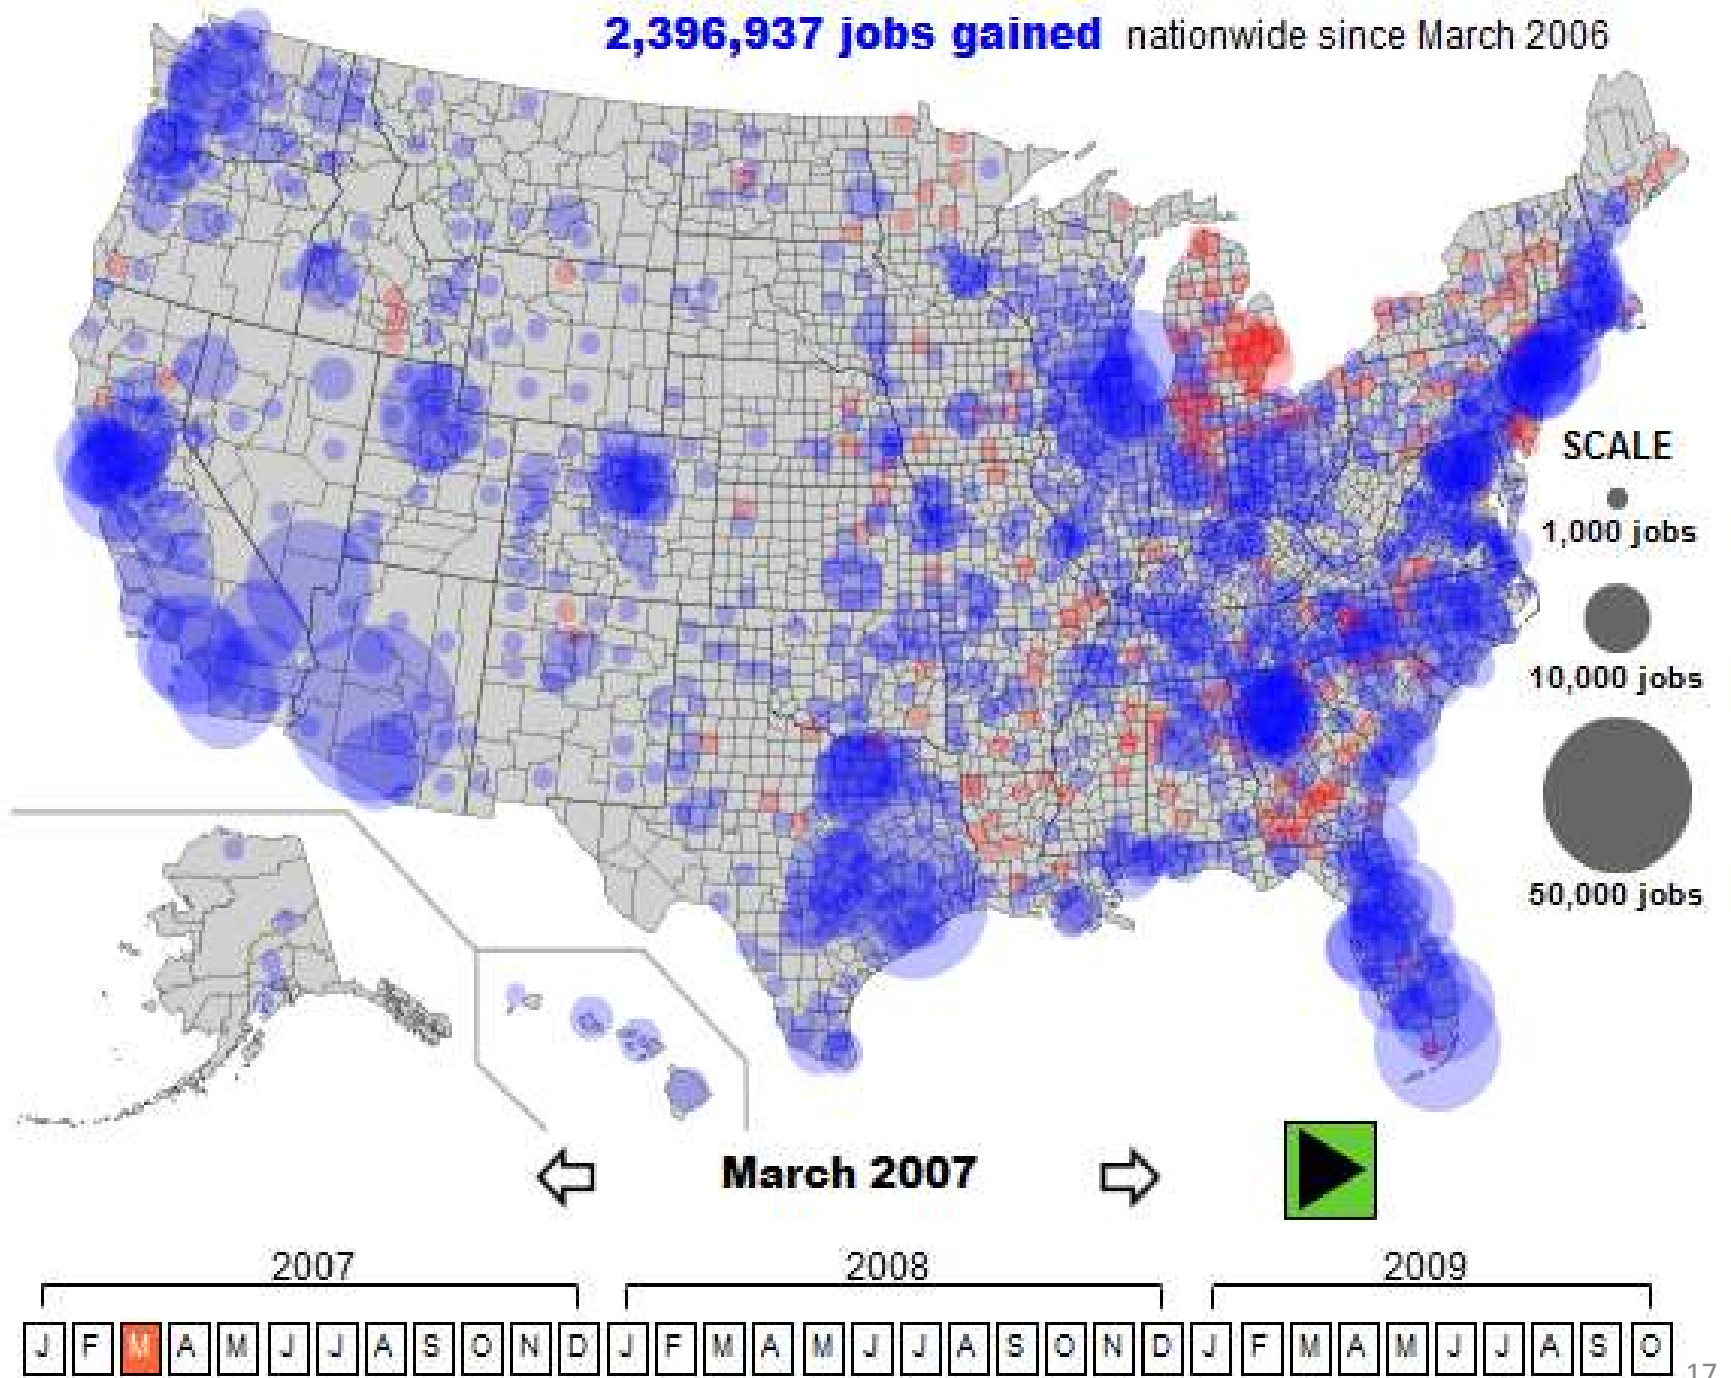 2,396,937 jobs gained nationwide since March 2006
SCALE
1,000 jobs
10,000 jobs
50,000 jobs
March 2007
2007 2008 2009
J F M A M J J A S O N D J F M A M J J A S O N D J F M A M J J A S O
17